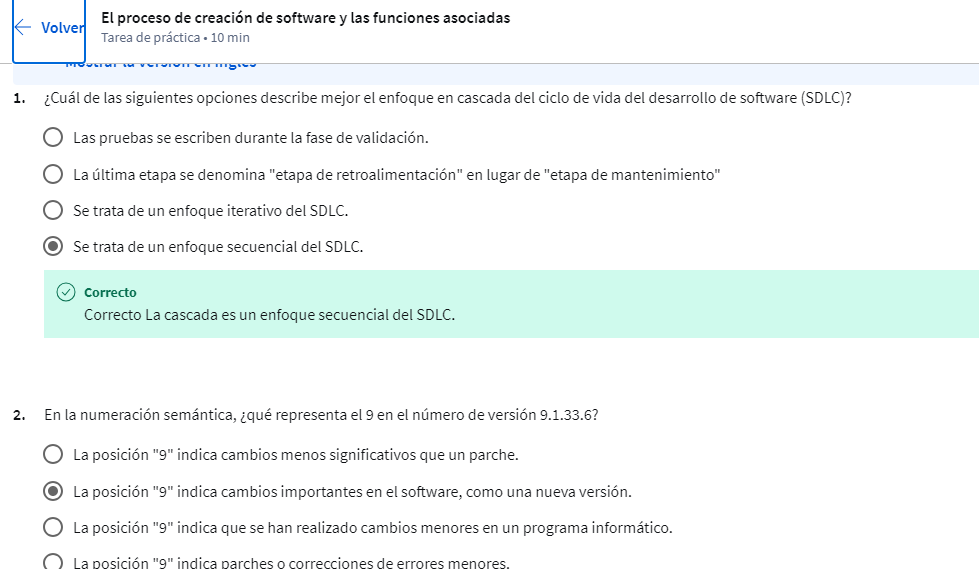 Volver
El proceso de creación de software y las funciones asociadas
Tarea de práctica • 10 min
Mostrar la versión en inglés
1. ¿Cuál de las siguientes opciones describe mejor el enfoque en cascada del ciclo de vida del desarrollo de software (SDLC)?
Las pruebas se escriben durante la fase de validación.
La última etapa se denomina "etapa de retroalimentación" en lugar de "etapa de mantenimiento"
Se trata de un enfoque iterativo del SDLC.
Se trata de un enfoque secuencial del SDLC.
Correcto
Correcto La cascada es un enfoque secuencial del SDLC.
2. En la numeración semántica, ¿qué representa el 9 en el número de versión 9.1.33.6?
La posición "9" indica cambios menos significativos que un parche.
La posición "9" indica cambios importantes en el software, como una nueva versión.
La posición "9" indica que se han realizado cambios menores en un programa informático.
La posición "9" indica parches o correcciones de errores menores.